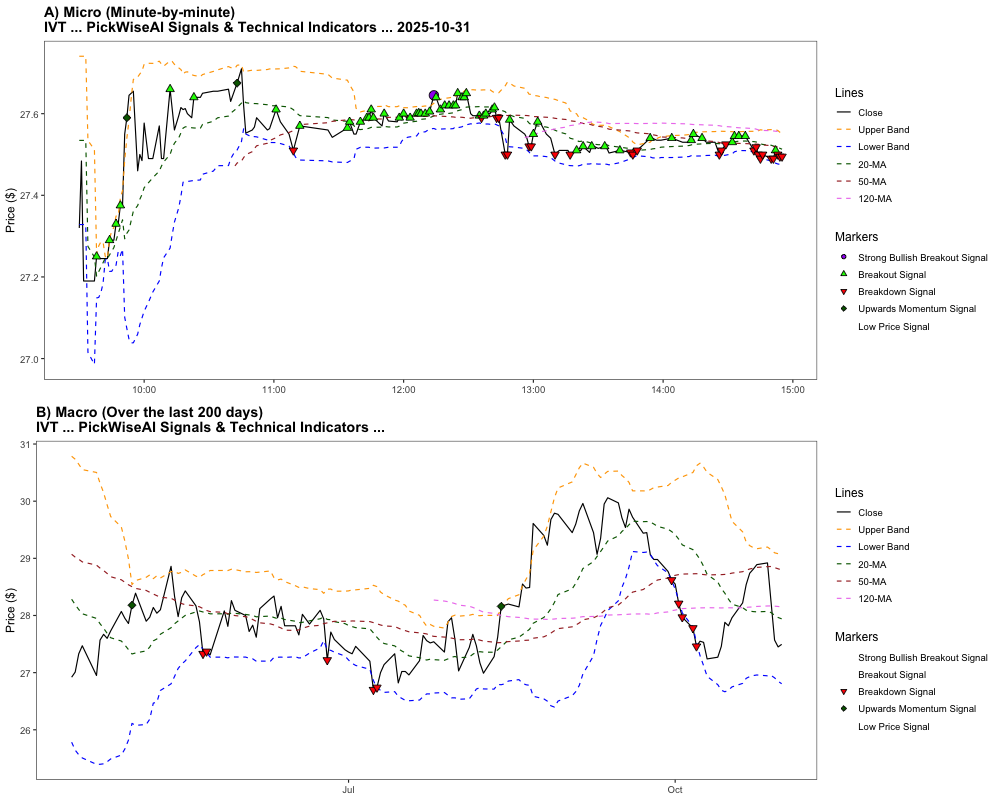 A) Micro (Minute-by-minute)
IVT ... PickWiseAI Signals & Technical Indicators ... 2025-10-31
Price ($)
27.6
27.4
27.2
27.0
10:00
11:00
12:00
13:00
14:00
15:00
Lines
Close
Upper Band
Lower Band
20-MA
50-MA
120-MA
Markers
Strong Bullish Breakout Signal
Breakout Signal
Breakdown Signal
Upwards Momentum Signal
Low Price Signal
B) Macro (Over the last 200 days)
IVT ... PickWiseAI Signals & Technical Indicators ...
Price ($)
31
30
29
28
27
26
Jul
Oct
Lines
Close
Upper Band
Lower Band
20-MA
50-MA
120-MA
Markers
Strong Bullish Breakout Signal
Breakout Signal
Breakdown Signal
Upwards Momentum Signal
Low Price Signal